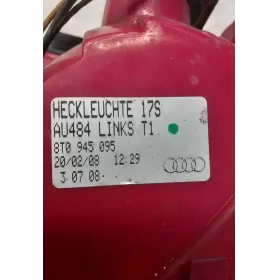 HECKLEUCHTE 17S
AU484 LINKS T1
8T0 945 095
20/02/08 12:29
3 07 08